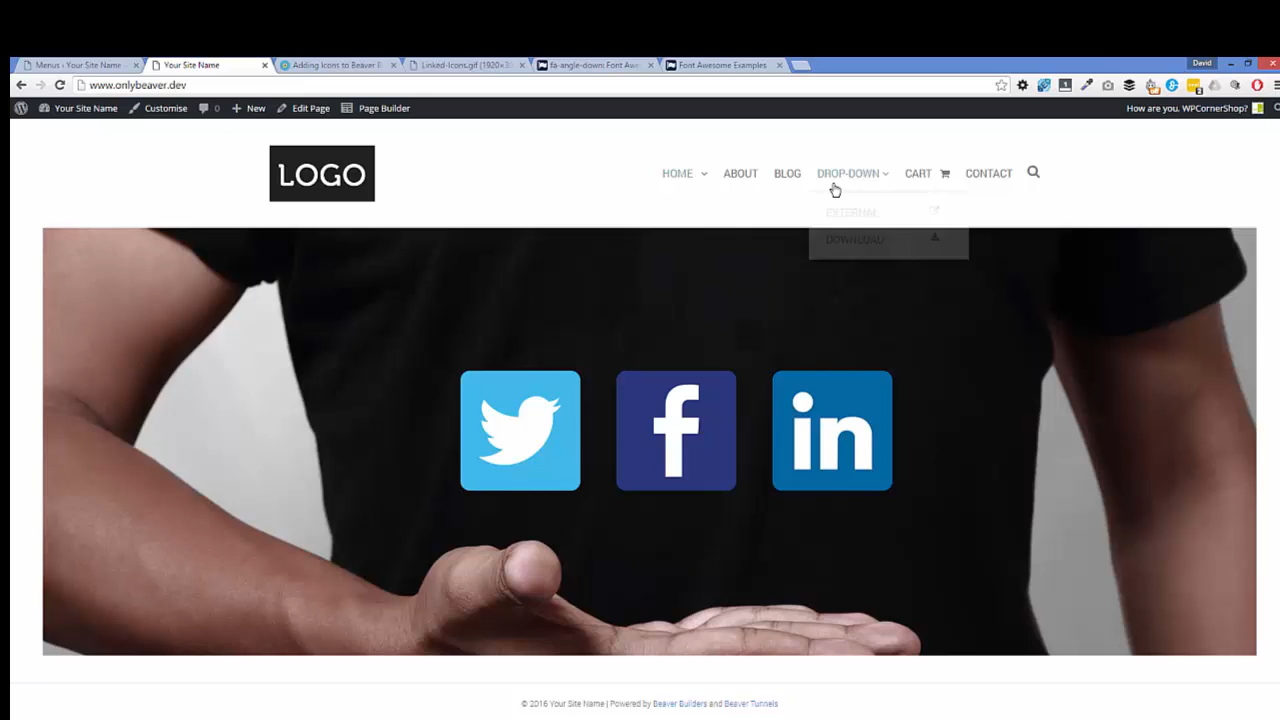 Menus ‹ Your Site Name
Your Site Name
Adding Icons to Beaver B
Linked-Icons.gif (1920×
fa-angle-down: Font Awes
Font Awesome Examples
David
www.onlybeaver.dev
Your Site Name
Customise
0
New
Edit Page
Page Builder
How are you, WPCornerShop?
LOGO
HOME
ABOUT
BLOG
DROP-DOWN
CART
CONTACT
EXTERNAL
DOWNLOAD
f
in
© 2016 Your Site Name | Powered by Beaver Builders and Beaver Tunnels